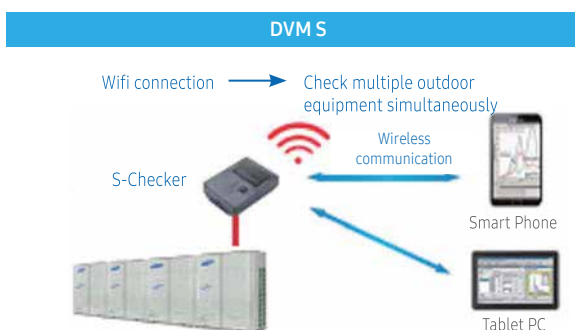 DVM S
Wifi connection
Check multiple outdoor
equipment simultaneously
Wireless
communication
S-Checker
Smart Phone
Tablet PC